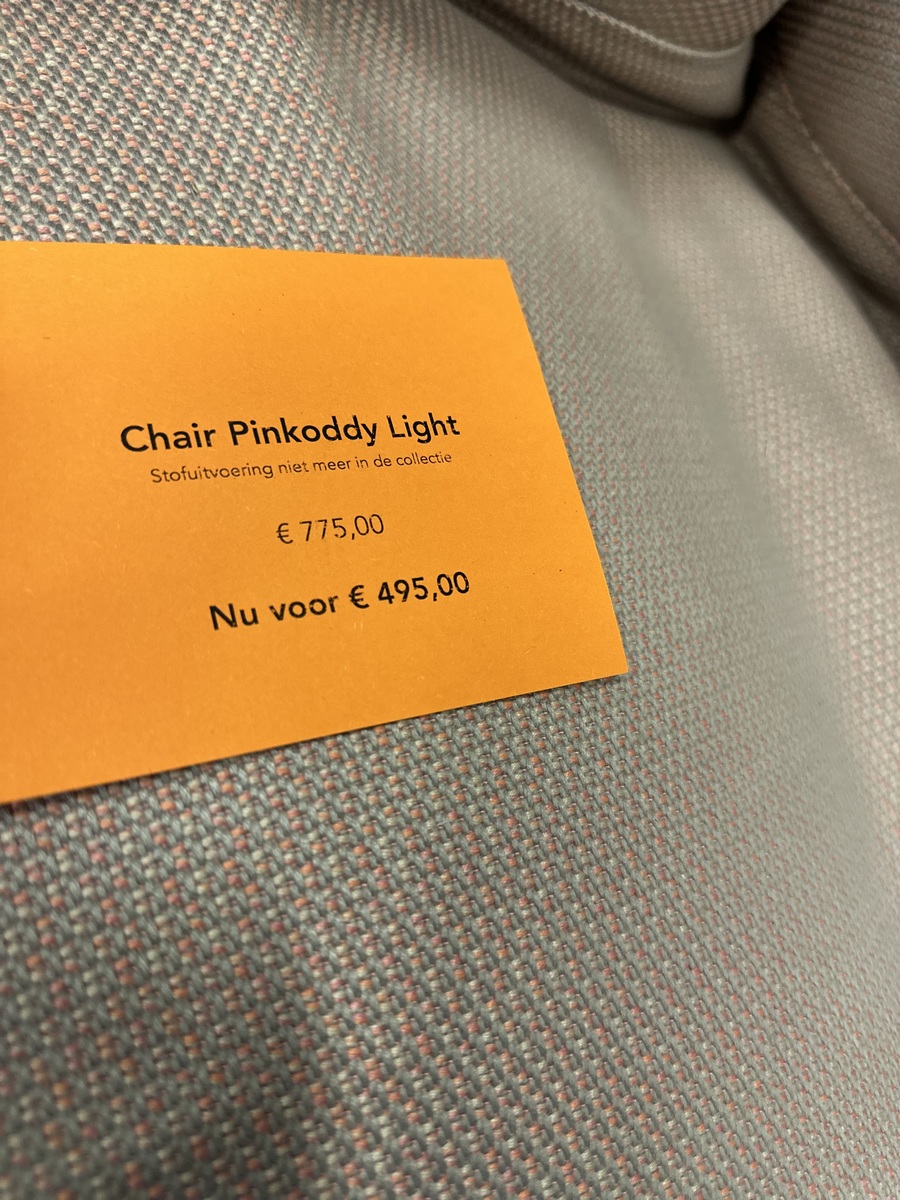 Chair Pinkoddy Light
Stofuitvoering niet meer in de collectie
€ 775,00
Nu voor € 495,00